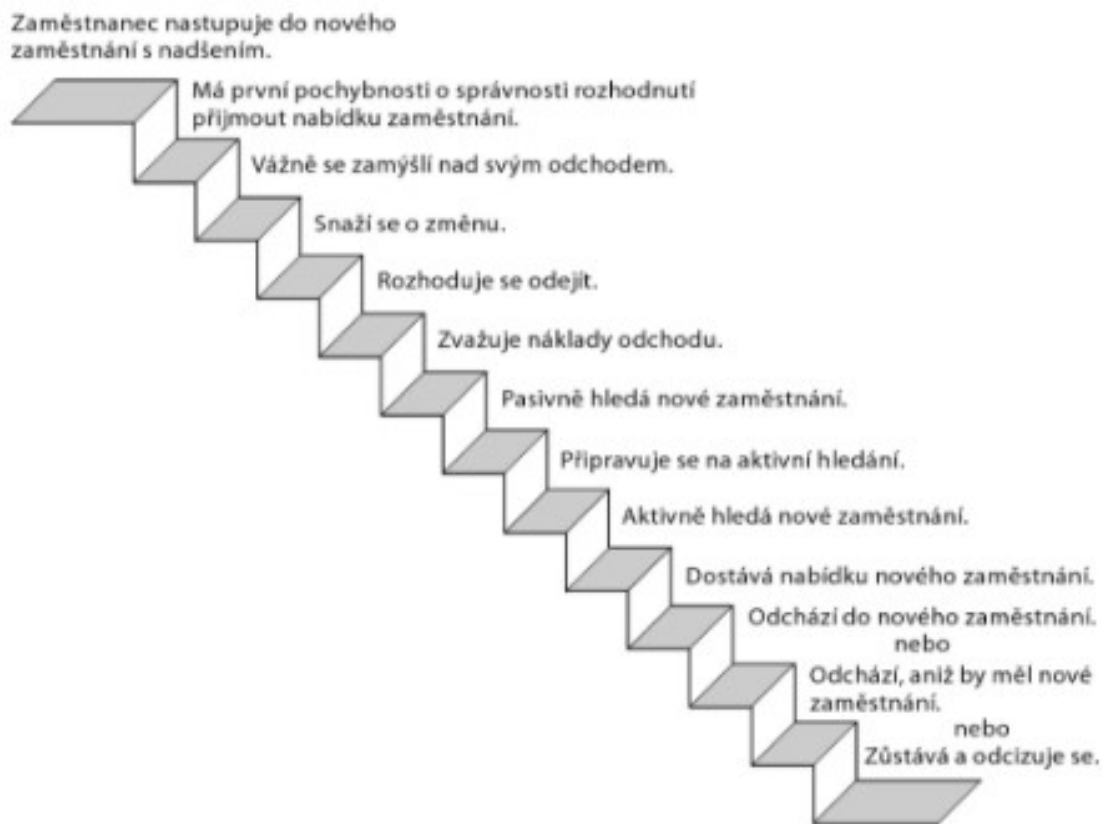 Zaměstnanec nastupuje do nového
zaměstnání s nadšením.
Má první pochybnosti o správnosti rozhodnutí
přijmout nabídku zaměstnání.
Vážně se zamýšlí nad svým odchodem.
Snaží se o změnu.
Rozhoduje se odejít.
Zvažuje náklady odchodu.
Pasivně hledá nové zaměstnání.
Připravuje se na aktivní hledání.
Aktivně hledá nové zaměstnání.
Dostává nabídku nového zaměstnání.
Odchází do nového zaměstnání.
nebo
Odchází, aniž by měl nové
zaměstnání.
nebo
Zůstává a odcizuje se.